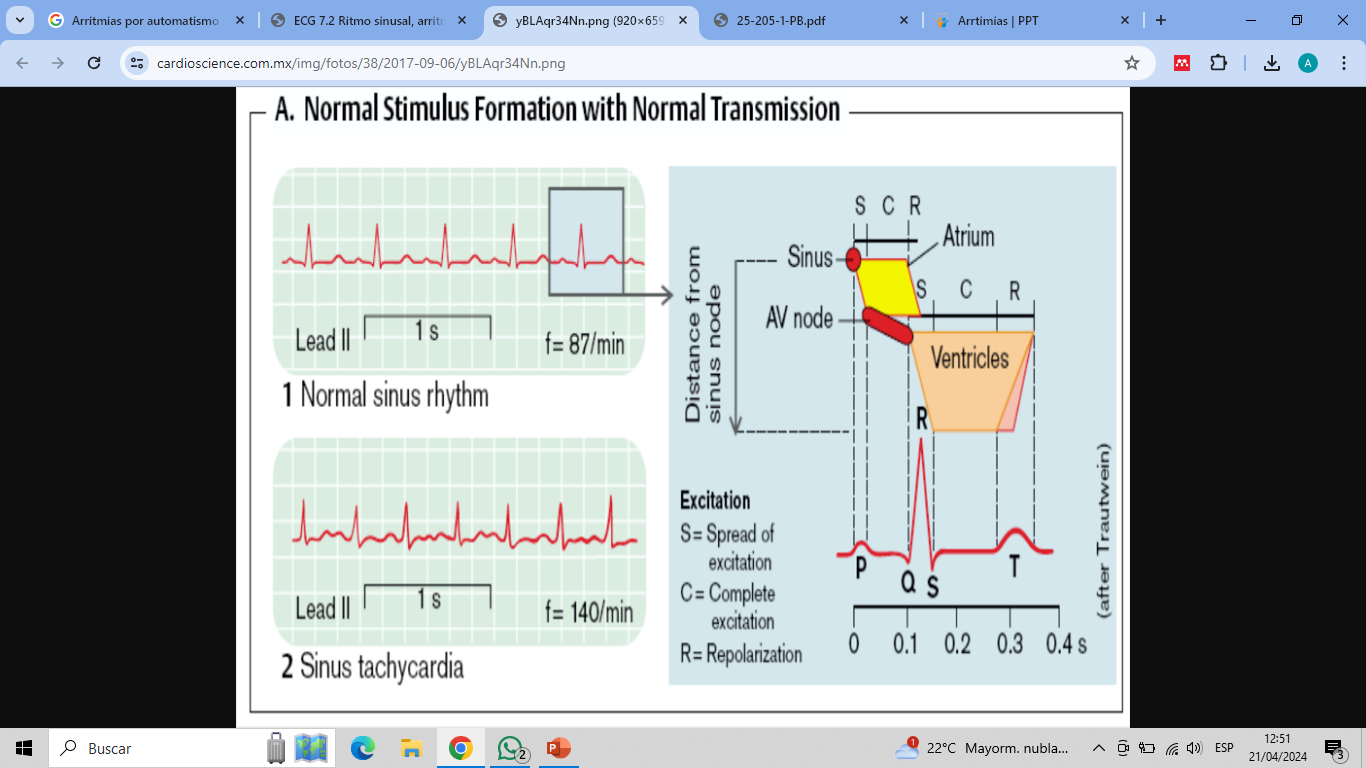 Arritmias por automatismo
ECG 7.2 Ritmo sinusal, arritm
yBLAqr34Nn.png (920×659
25-205-1-PB.pdf
Arrtimias | PPT
cardioscience.com.mx/img/fotos/38/2017-09-06/yBLAqr34Nn.png
A
A. Normal Stimulus Formation with Normal Transmission
Lead II
1 s
f= 87/min
1 Normal sinus rhythm
Lead II
1 s
f= 140/min
2 Sinus tachycardia
S C R
Atrium
Sinus
S C R
AV node
Ventricles
Distance from
sinus node
R
Excitation
S= Spread of
excitation
C= Complete
excitation
R= Repolarization
P
Q S
T
0 0.1 0.2 0.3 0.4 s
(after Trautwein)
Buscar
2
1
22°C Mayorm. nubla...
ESP
12:51
21/04/2024
3